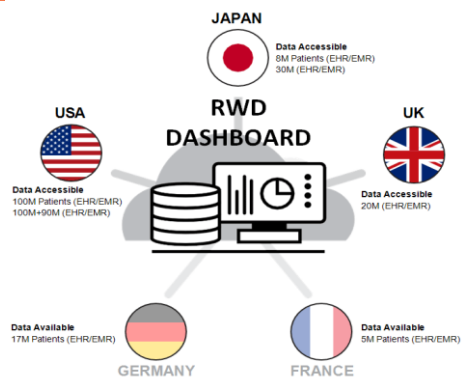 JAPAN
Data Accessible
8M Patients (EHR/EMR)
30M (EHR/EMR)
USA
RWD
DASHBOARD
UK
Data Accessible
100M Patients (EHR/EMR)
100M+90M (EHR/EMR)
Data Accessible
20M (EHR/EMR)
Data Available
17M Patients (EHR/EMR)
GERMANY
Data Available
5M Patients (EHR/EMR)
FRANCE